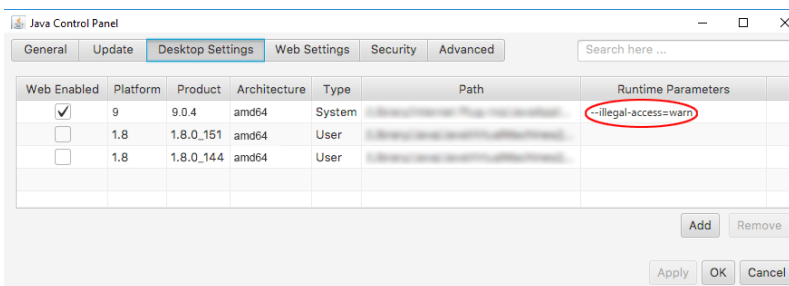 Java Control Panel
General Update Desktop Settings Web Settings Security Advanced Search here ...
Web Enabled Platform Product Architecture Type Path Runtime Parameters
9 9.0.4 amd64 System --illegal-access=warn
1.8 1.8.0_151 amd64 User
1.8 1.8.0_144 amd64 User
Add Remove
Apply OK Cancel